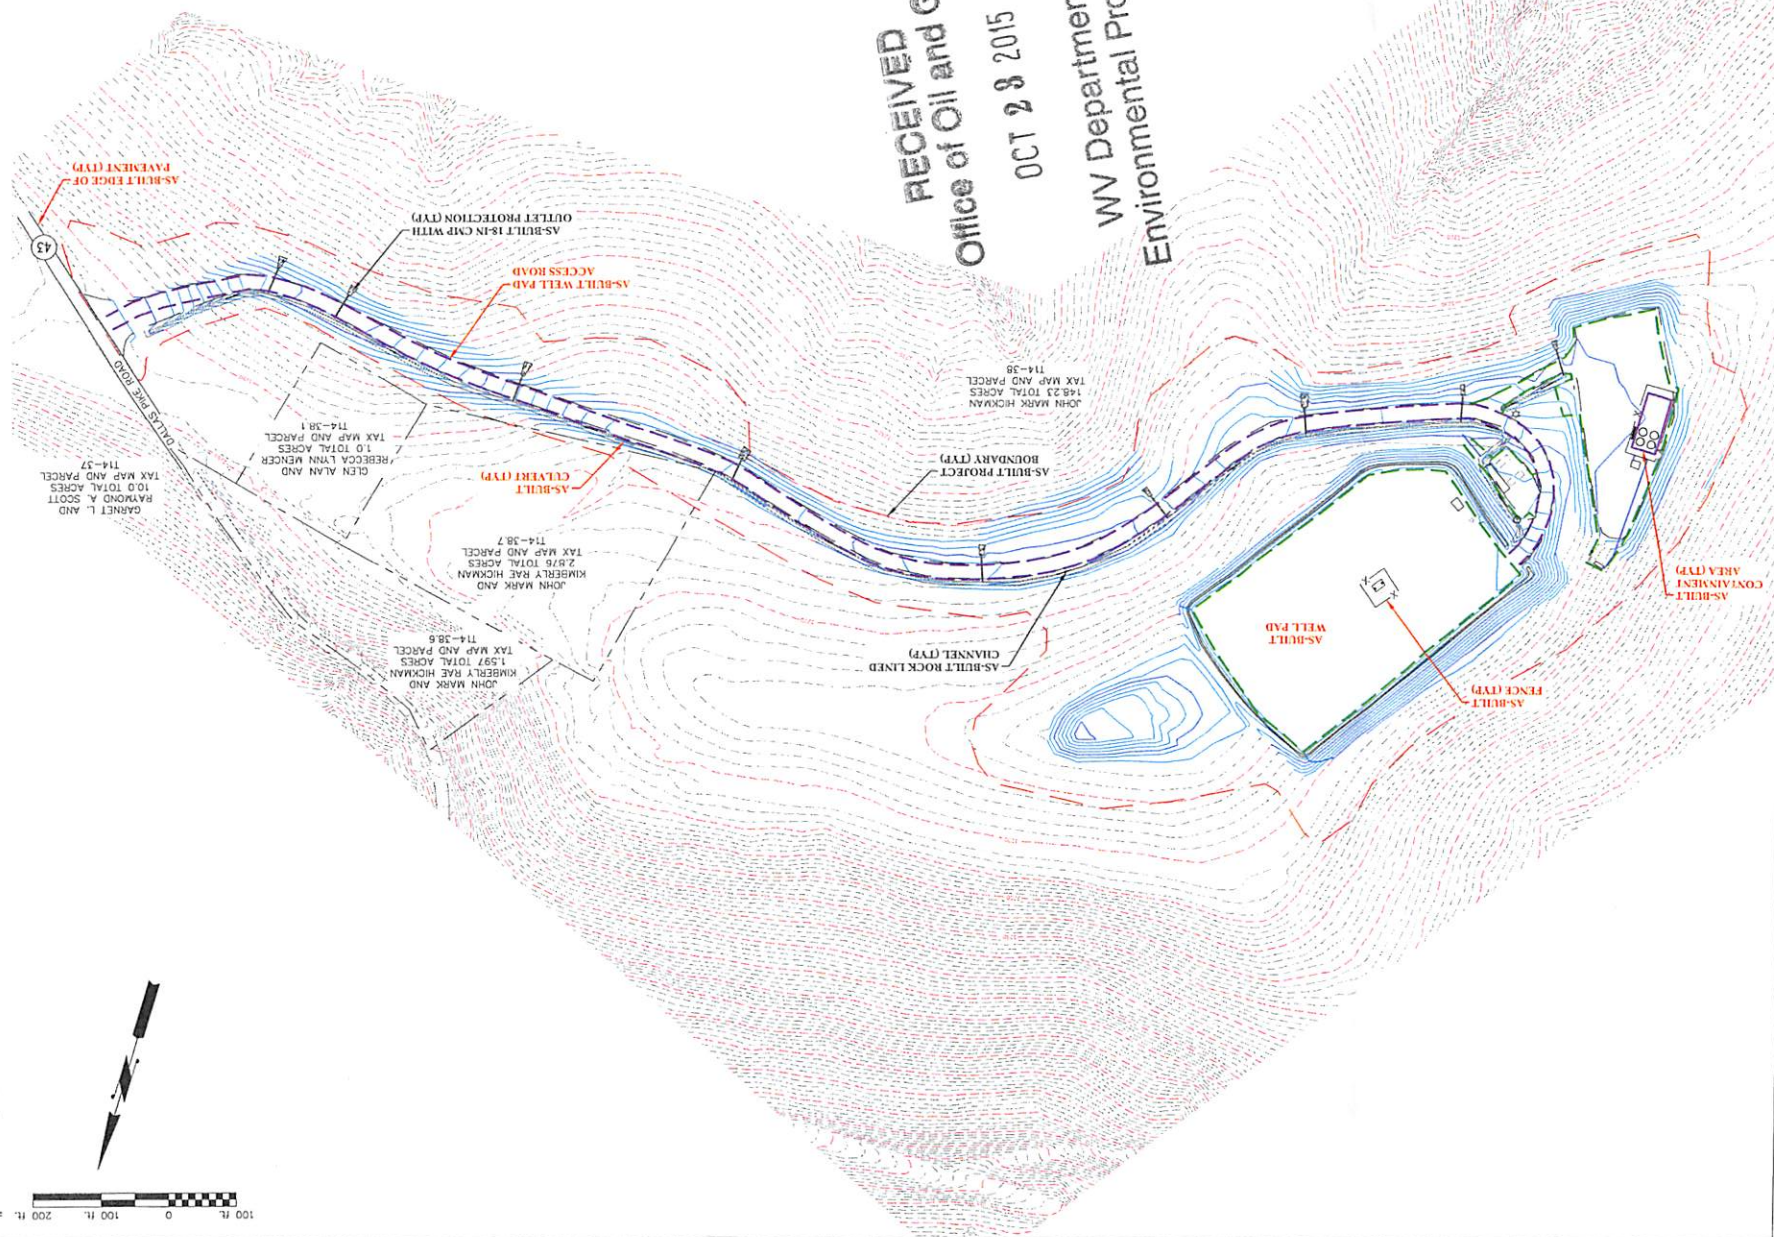 RECEIVED
Office of Oil and G
OCT 28 2015
WV Departmen
Environmental Pro
AS-BUILT EDGE OF
PAVEMENT (TYP)
43
AS-BUILT 18-IN CMP WITH
OUTLET PROTECTION (TYP)
AS-BUILT WELL PAD
ACCESS ROAD
DALLAS PIKE ROAD
GARNET L. AND
RAYMOND A. SCOTT
10.0 TOTAL ACRES
TAX MAP AND PARCEL
T14-37
GLEN ALAN AND
REBECCA LYNN MENCER
1.0 TOTAL ACRES
TAX MAP AND PARCEL
T14-38.1
AS-BUILT
CULVERT (TYP)
JOHN MARK AND
KIMBERLY RAE HICKMAN
2.876 TOTAL ACRES
TAX MAP AND PARCEL
T14-38.7
JOHN MARK AND
KIMBERLY RAE HICKMAN
1.597 TOTAL ACRES
TAX MAP AND PARCEL
T14-38.6
JOHN MARK HICKMAN
148.23 TOTAL ACRES
TAX MAP AND PARCEL
T14-38
AS-BUILT PROJECT
BOUNDARY (TYP)
AS-BUILT ROCK LINED
CHANNEL (TYP)
AS-BUILT
WELL PAD
AS-BUILT
FENCE (TYP)
AS-BUILT
CONTAINMENT
AREA (TYP)
100 ft. 0 100 ft. 200 ft.